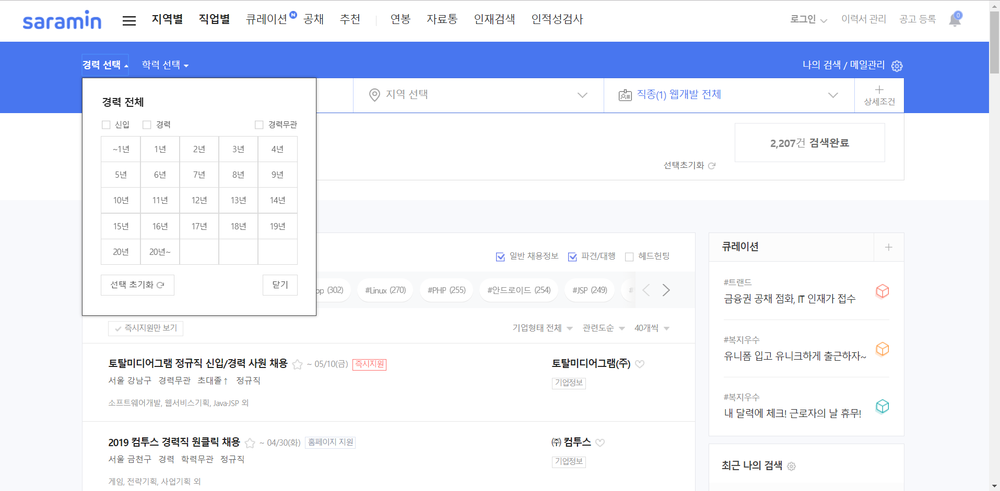 saramin
지역별 직업별 큐레이션 N 공채 추천 연봉 자료통 인재검색 인적성검사
로그인 이력서 관리 공고 등록 0
경력 선택 학력 선택
나의 검색 / 메일관리
지역 선택
직종(1) 웹개발 전체
상세조건
경력 전체
신입 경력 경력무관
~1년 1년 2년 3년 4년
5년 6년 7년 8년 9년
10년 11년 12년 13년 14년
15년 16년 17년 18년 19년
20년 20년~
선택 초기화 닫기
2,207건 검색완료
선택초기화
일반 채용정보 파견/대행 헤드헌팅
op (302) #Linux (270) #PHP (255) #안드로이드 (254) #JSP (249) #
즉시지원만 보기
기업형태 전체 관련도순 40개씩
토탈미디어그램 정규직 신입/경력 사원 채용 ~ 05/10(금) 즉시지원
서울 강남구 경력무관 초대졸↑ 정규직
소프트웨어개발, 웹서비스기획, Java·JSP 외
토탈미디어그램(주)
기업정보
2019 컴투스 경력직 원클릭 채용 ~ 04/30(화) 홈페이지 지원
서울 금천구 경력 학력무관 정규직
게임, 전략기획, 사업기획 외
㈜ 컴투스
기업정보
큐레이션
#트랜드
금융권 공채 점화, IT 인재가 접수
#복지우수
유니폼 입고 유니크하게 출근하자~
#복지우수
내 달력에 체크! 근로자의 날 휴무!
최근 나의 검색